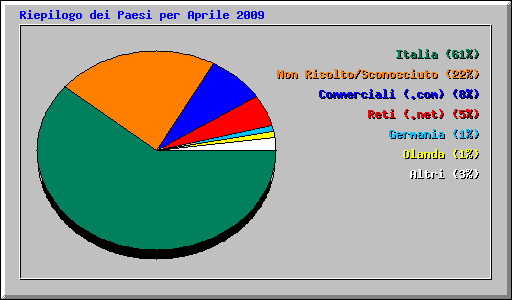 Riepilogo dei Paesi per Aprile 2009
Italia (61%)
Non Risolto/Sconosciuto (22%)
Commerciali (.com) (8%)
Reti (.net) (5%)
Germania (1%)
Olanda (1%)
Altri (3%)